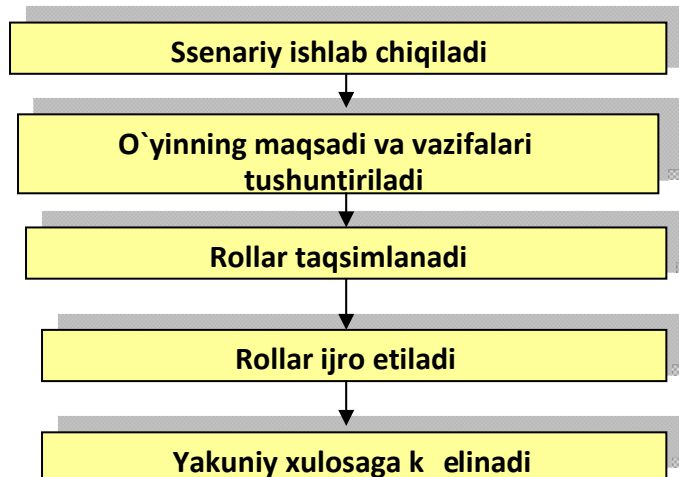 Ssenariy ishlab chiqiladi
O`yinning maqsadi va vazifalari
tushuntiriladi
Rollar taqsimlanadi
Rollar ijro etiladi
Yakuniy xulosaga k elinadi